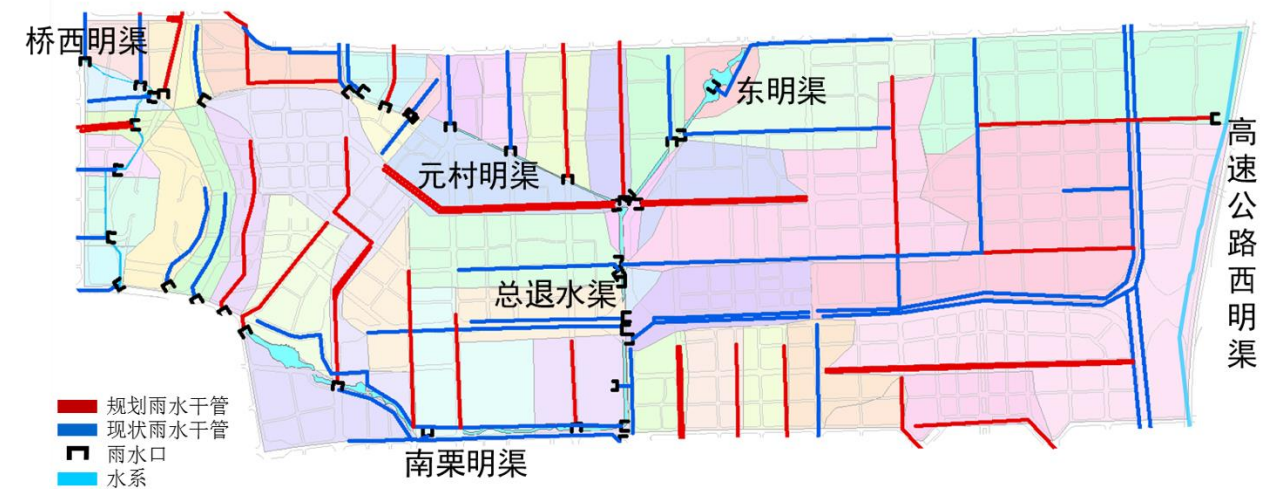 桥西明渠
东明渠
元村明渠
总退水渠
南栗明渠
高速公路西明渠
规划雨水干管
现状雨水干管
雨水口
水系